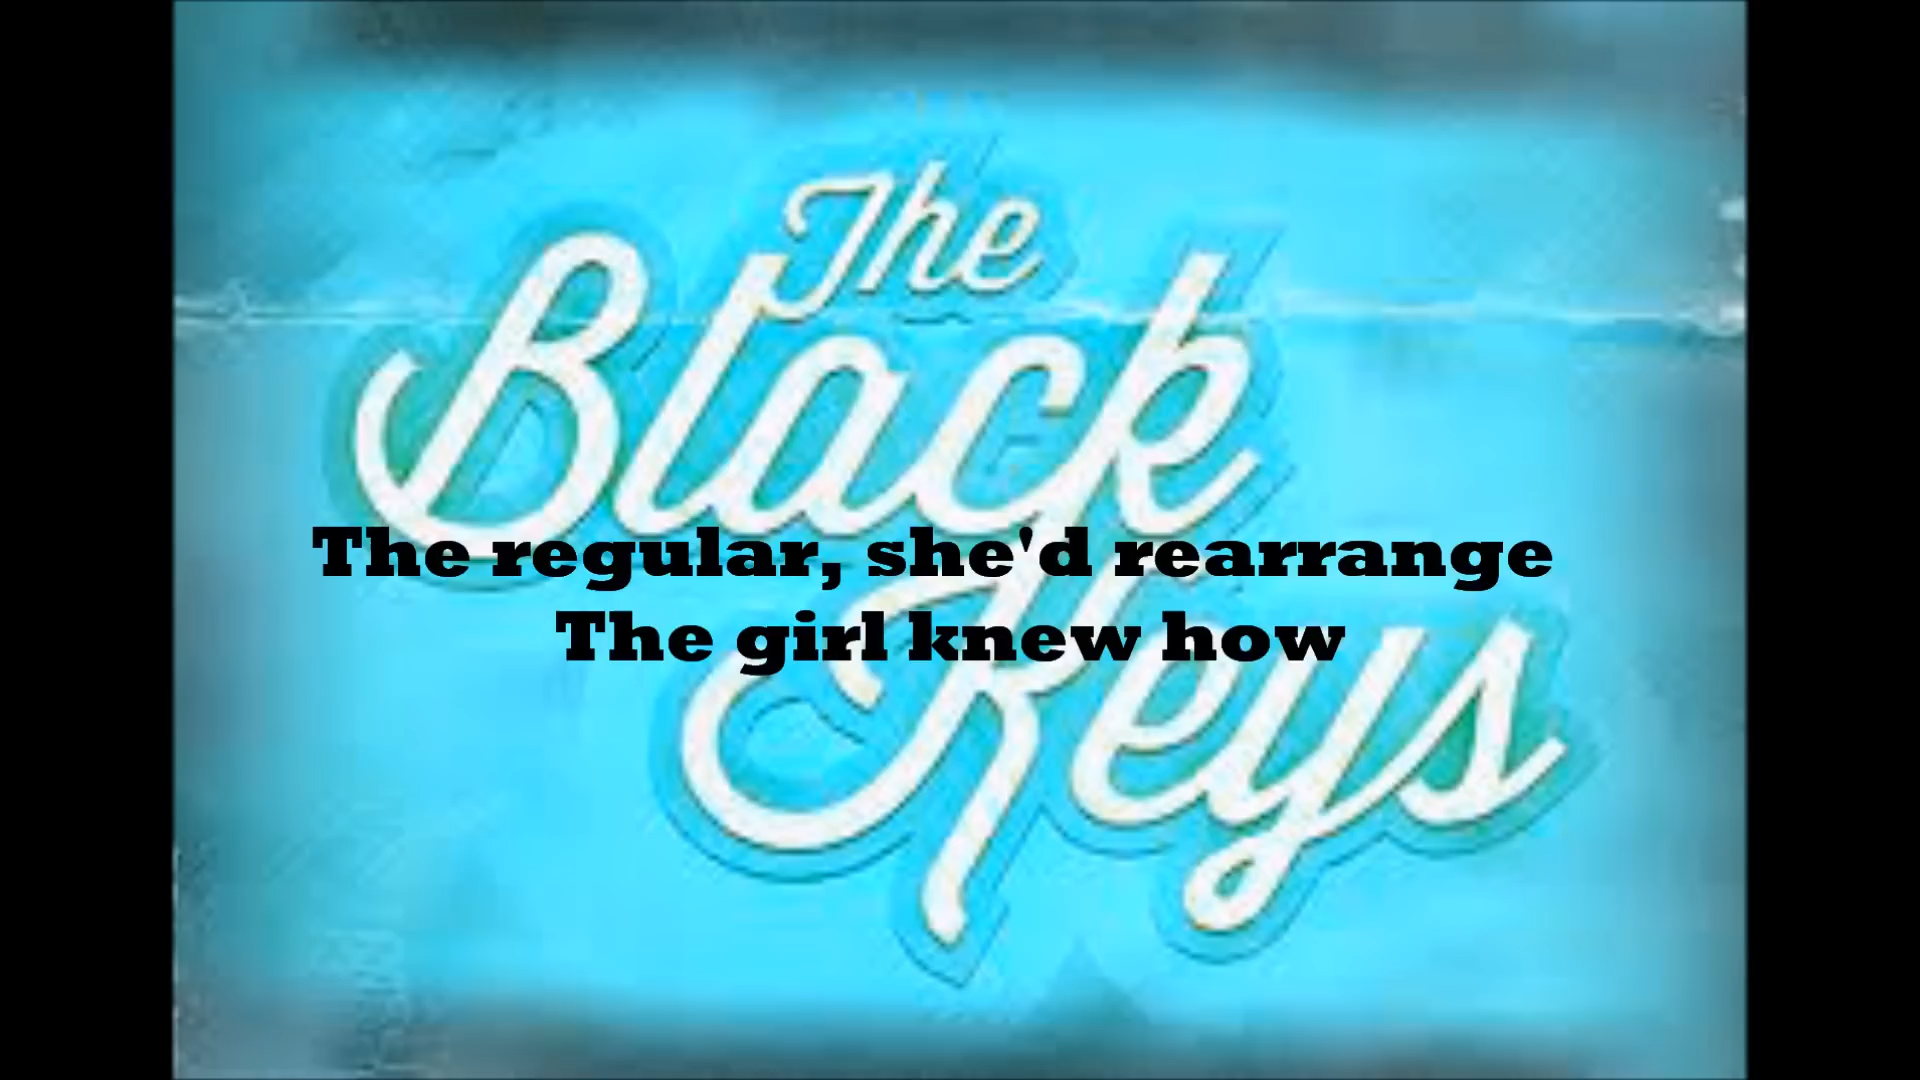 The
Black
The regular, she'd rearrange
The girl knew how
Keys